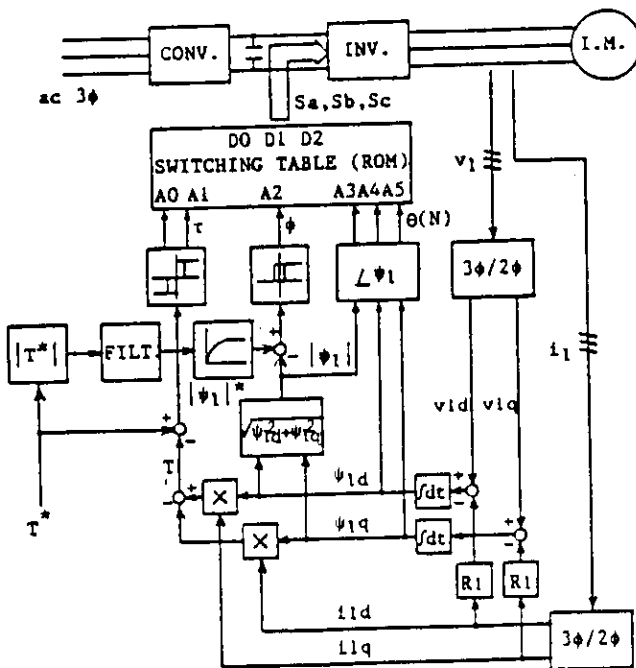 CONV.
INV.
I.M.
ac 3ϕ
Sa,Sb,Sc
D0 D1 D2
SWITCHING TABLE (ROM)
A0 A1 A2 A3A4A5
τ
ϕ
θ(N)
v1
∠ψ1
3ϕ/2ϕ
i1
|T*|
FILT.
|ψ1|*
+
-
|ψ1|
v1d v1q
√ψ1d²+ψ1q²
+
-
T
ψ1d
∫dt
+
-
+
-
×
T*
ψ1q
∫dt
+
-
×
R1
R1
i1d
i1q
3ϕ/2ϕ